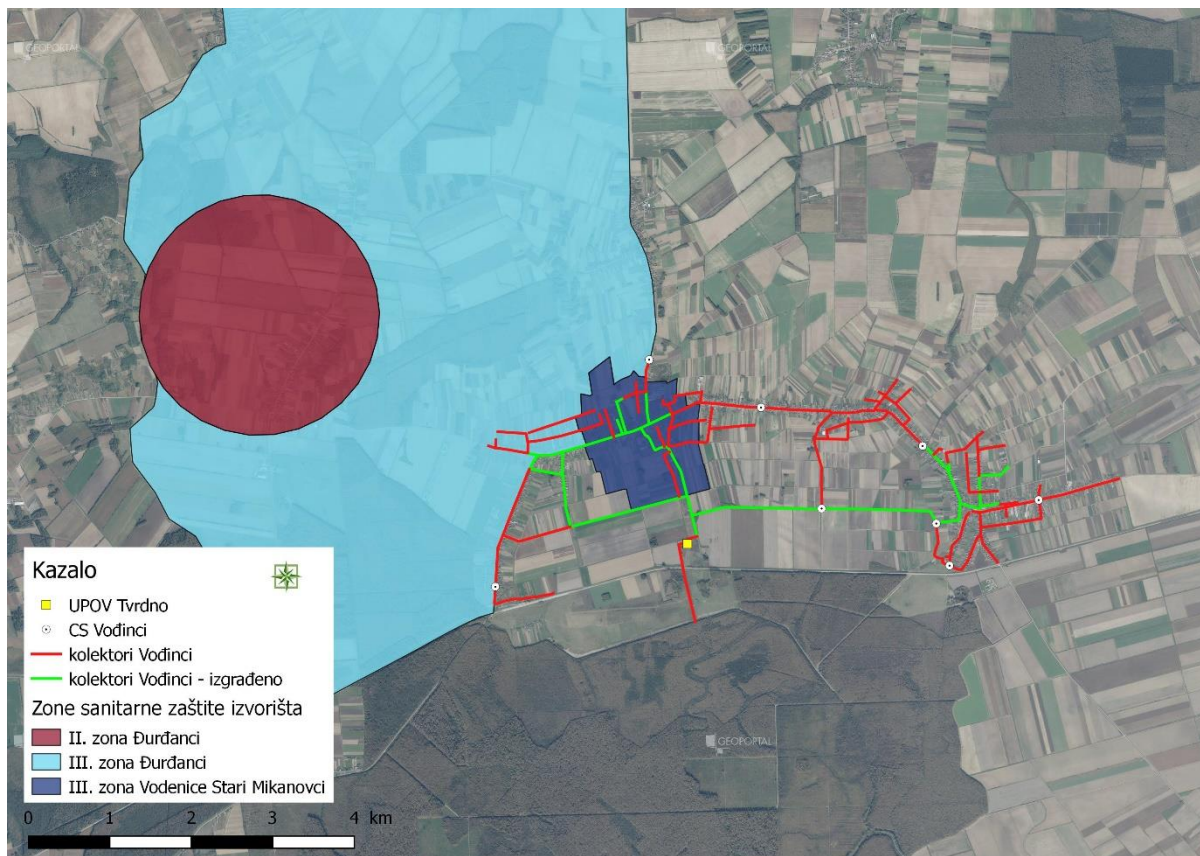 GEOPORTAL
GEOPORTAL
GEOPORTAL
Kazalo
UPOV Tvrdno
CS Vođinci
kolektori Vođinci
kolektori Vođinci - izgrađeno
Zone sanitarne zaštite izvorišta
II. zona Đurđanci
III. zona Đurđanci
III. zona Vodenice Stari Mikanovci
0 1 2 3 4 km